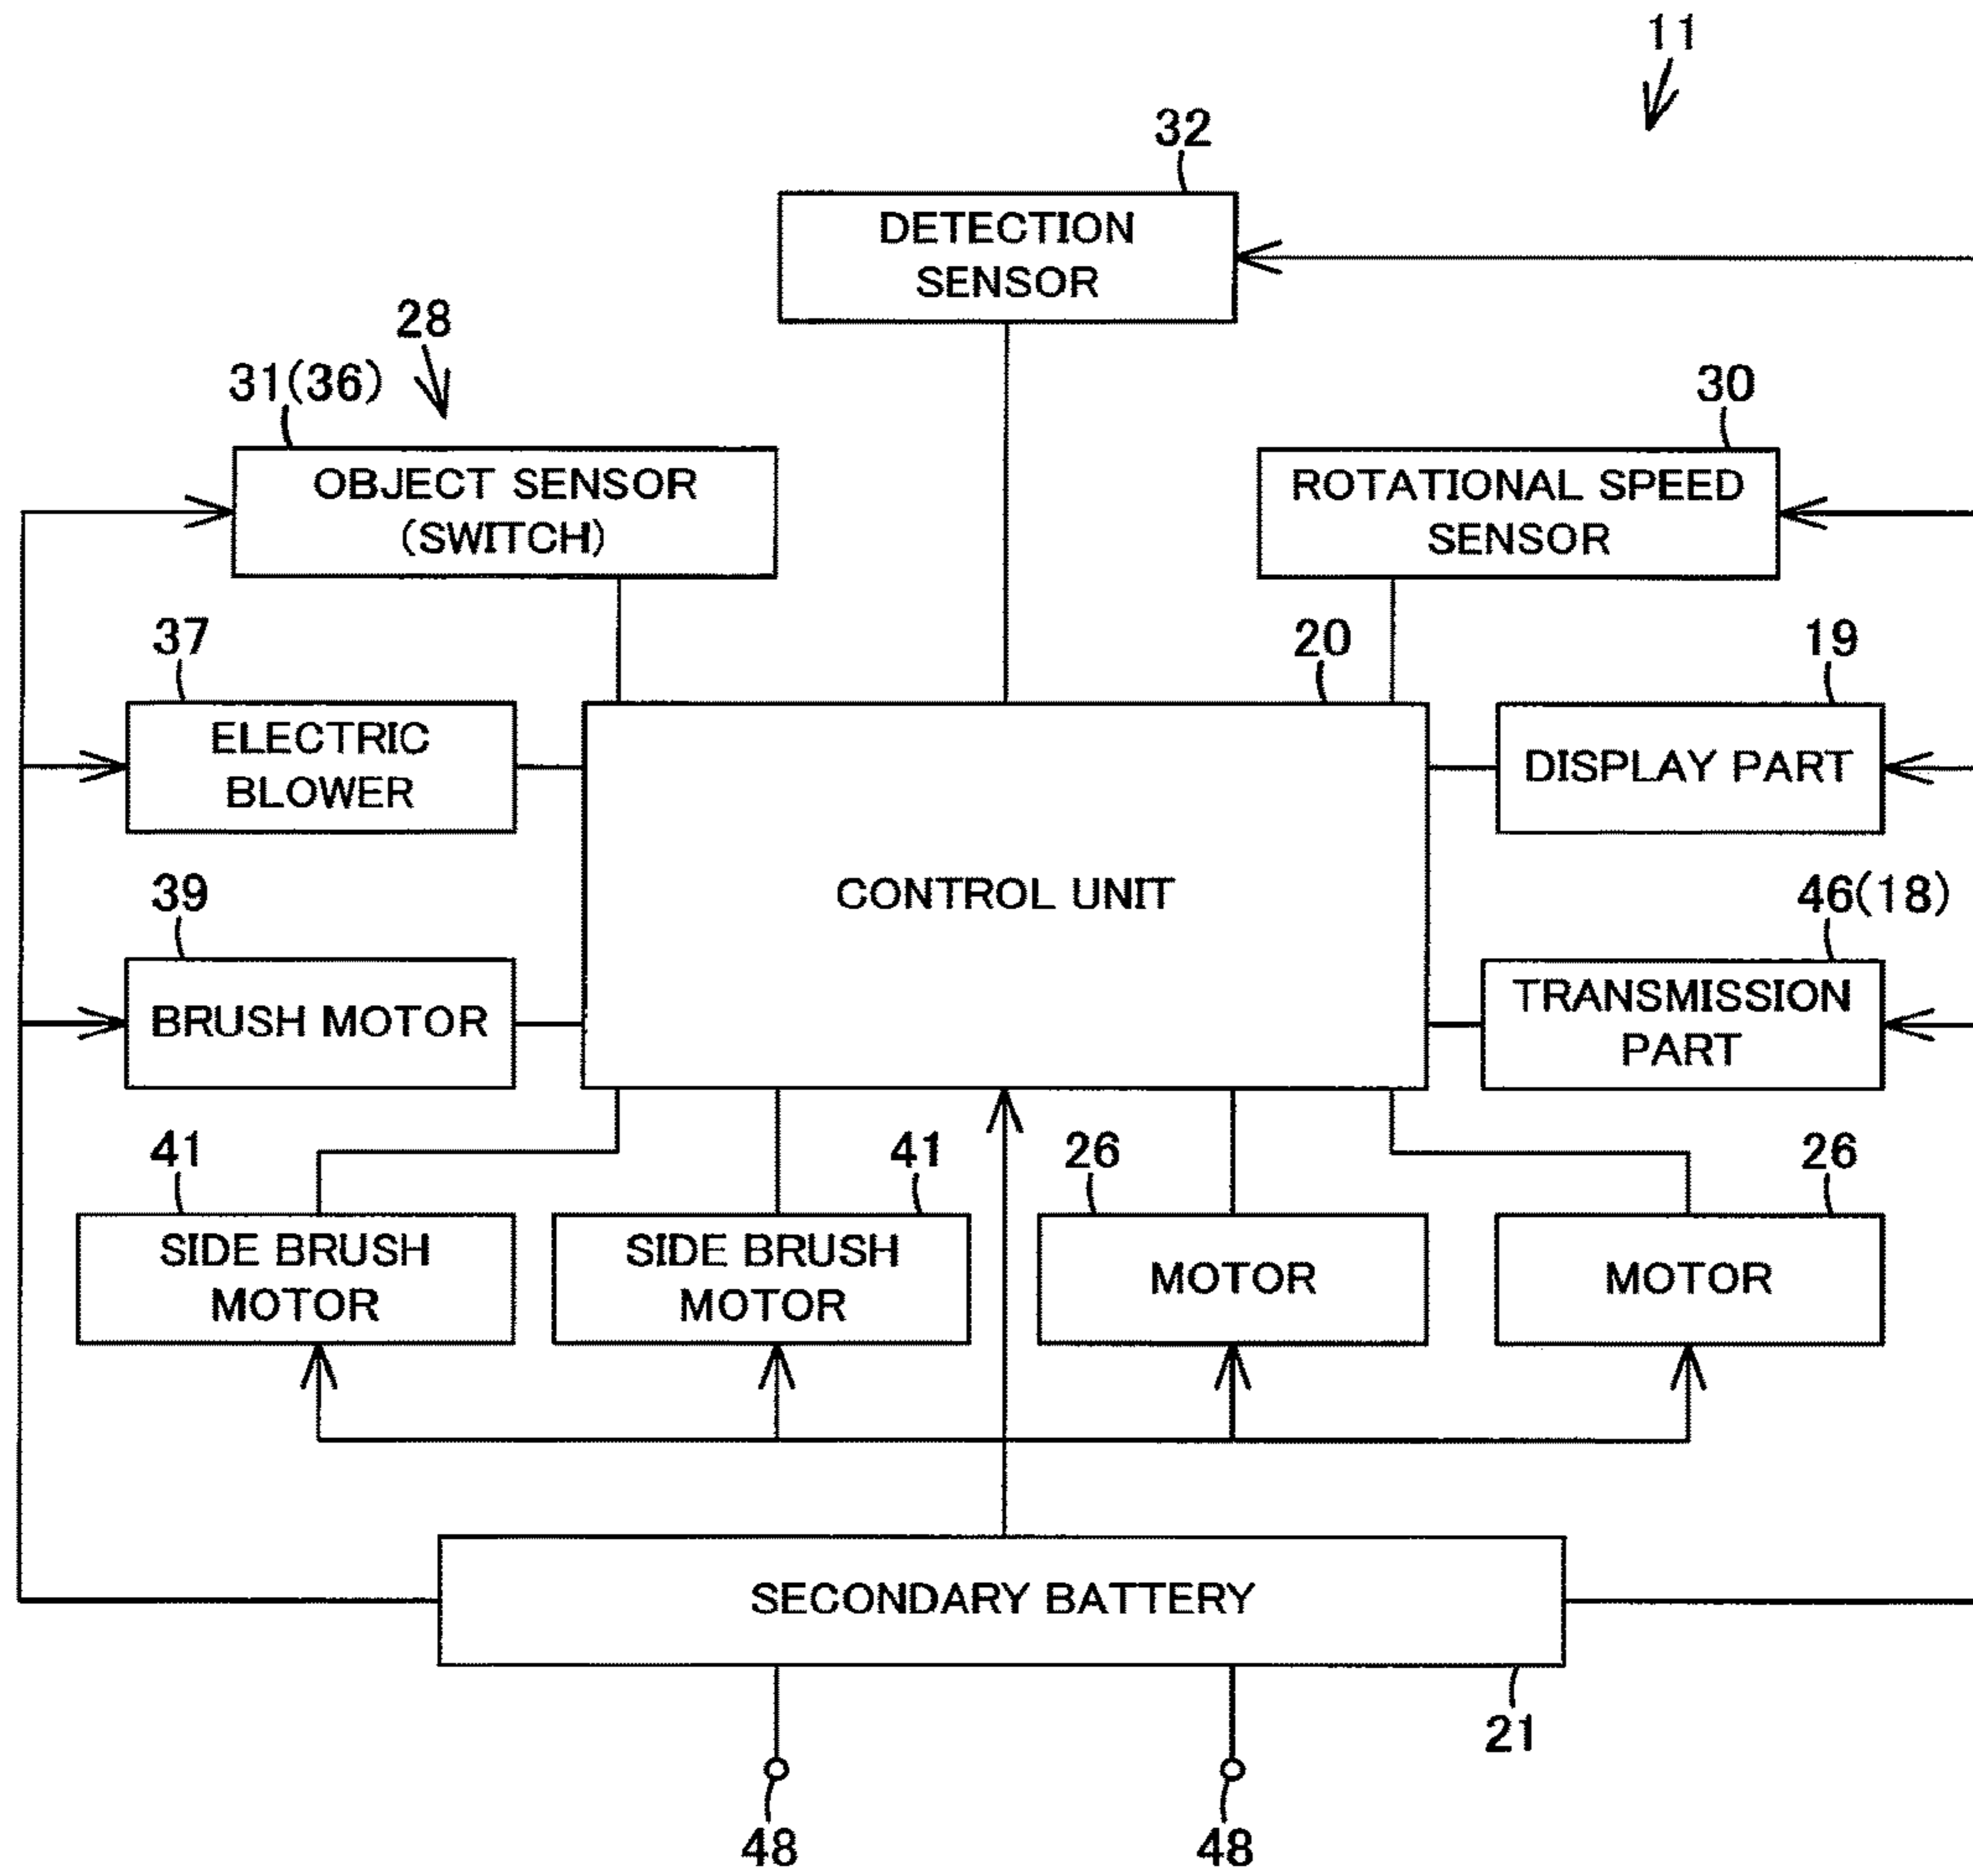 11
32
DETECTION
SENSOR
28
31(36)
30
OBJECT SENSOR
(SWITCH)
ROTATIONAL SPEED
SENSOR
37
20
19
ELECTRIC
BLOWER
DISPLAY PART
39
CONTROL UNIT
46(18)
BRUSH MOTOR
TRANSMISSION
PART
41
41
26
26
SIDE BRUSH
MOTOR
SIDE BRUSH
MOTOR
MOTOR
MOTOR
SECONDARY BATTERY
21
48
48